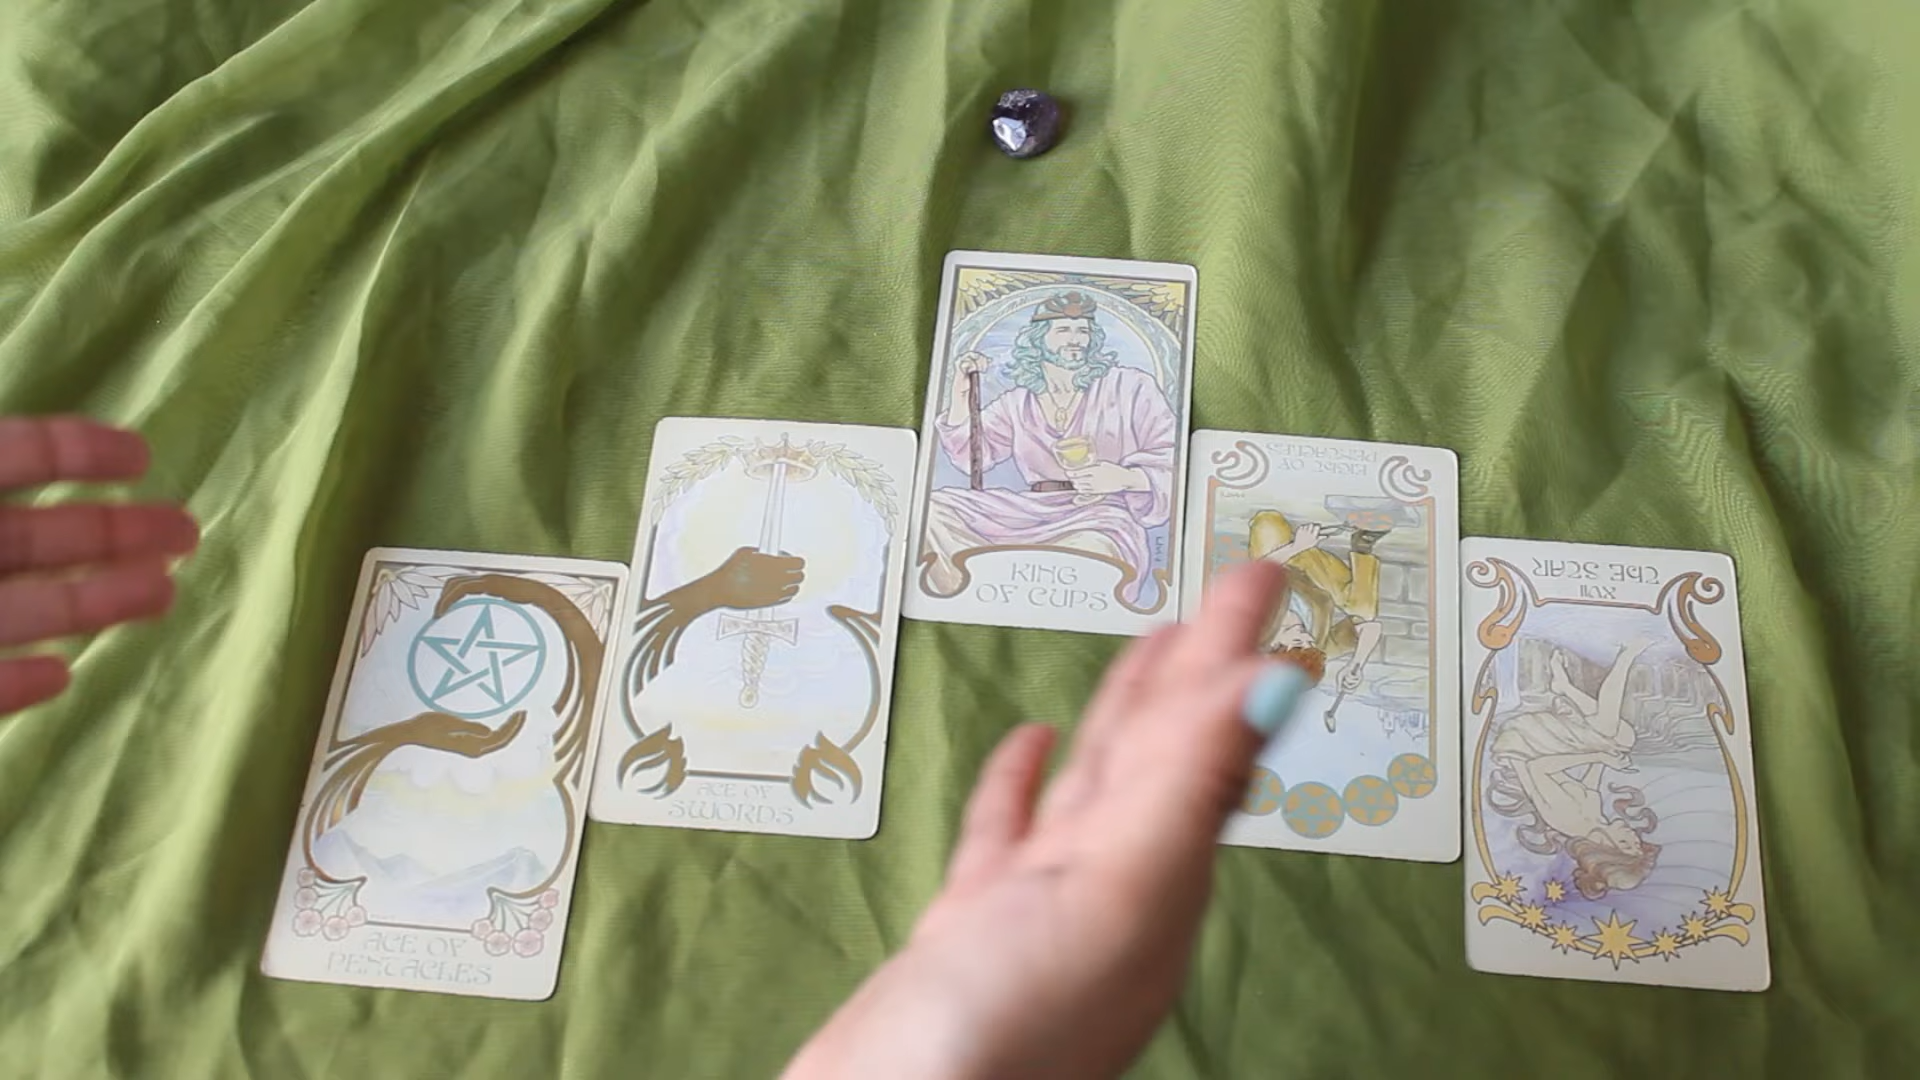 ACE OF
PENTACLES
ACE OF
SWORDS
KING
OF CUPS
EIGHT OF
PENTACLES
THE STAR
XVII